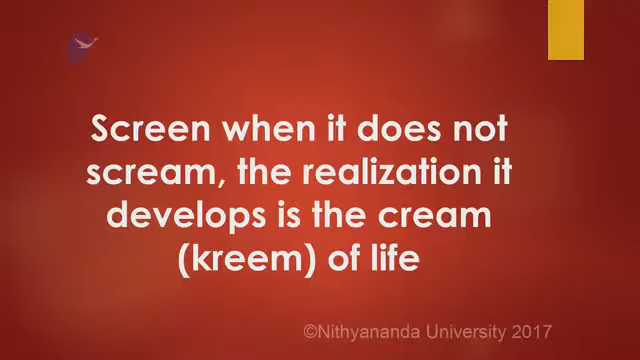 Screen when it does not
scream, the realization it
develops is the cream
(kreem) of life
©Nithyananda University 2017